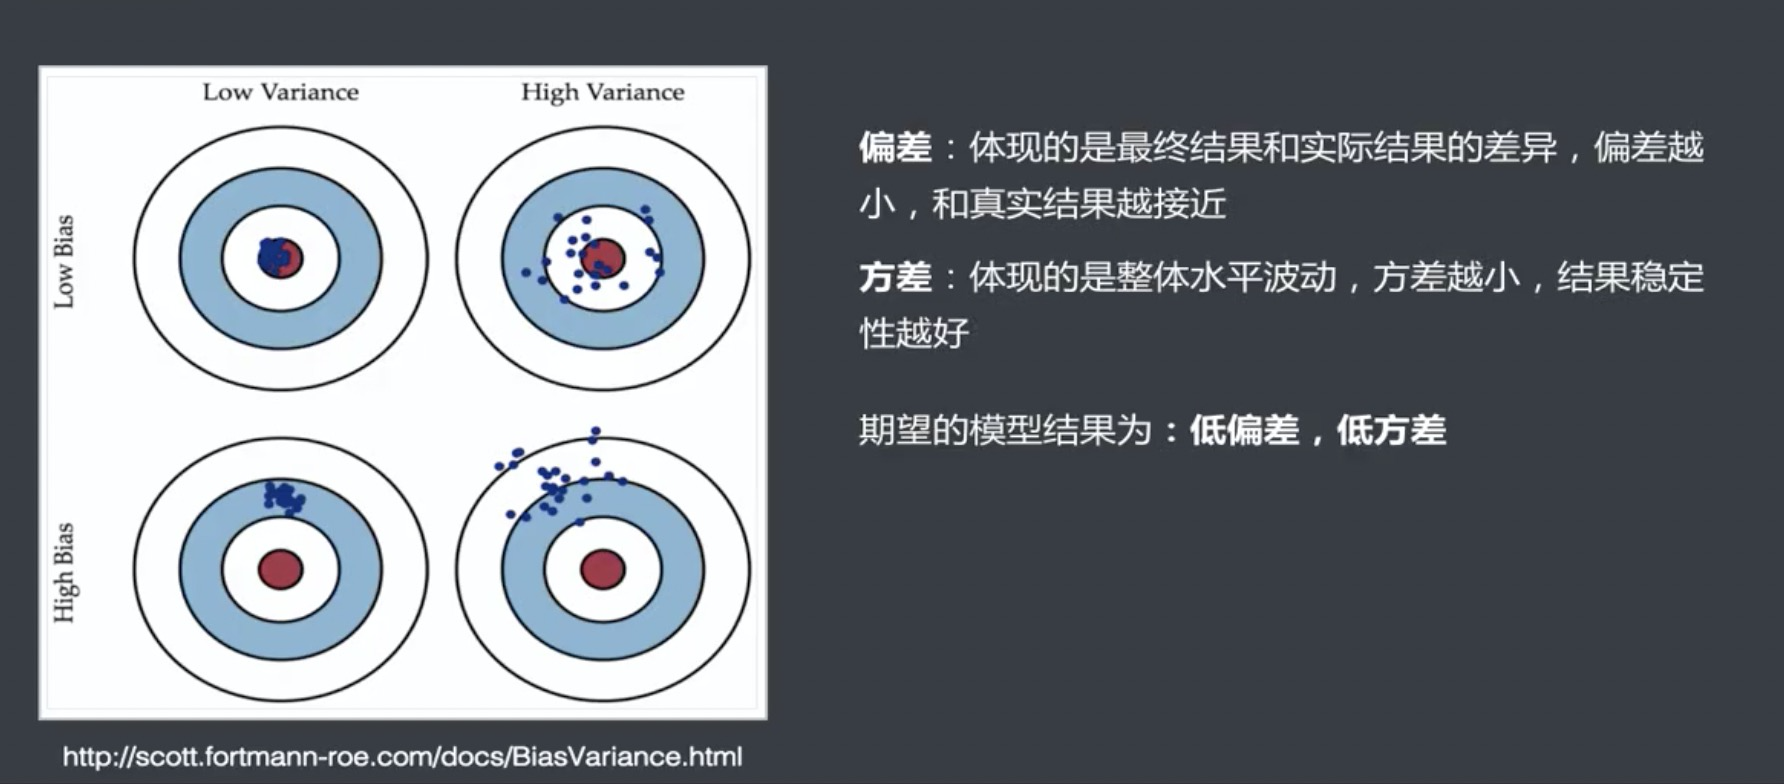 Low Variance
High Variance
Low Bias
High Bias
http://scott.fortmann-roe.com/docs/BiasVariance.html
偏差：体现的是最终结果和实际结果的差异，偏差越
小，和真实结果越接近
方差：体现的是整体水平波动，方差越小，结果稳定
性越好
期望的模型结果为：低偏差，低方差